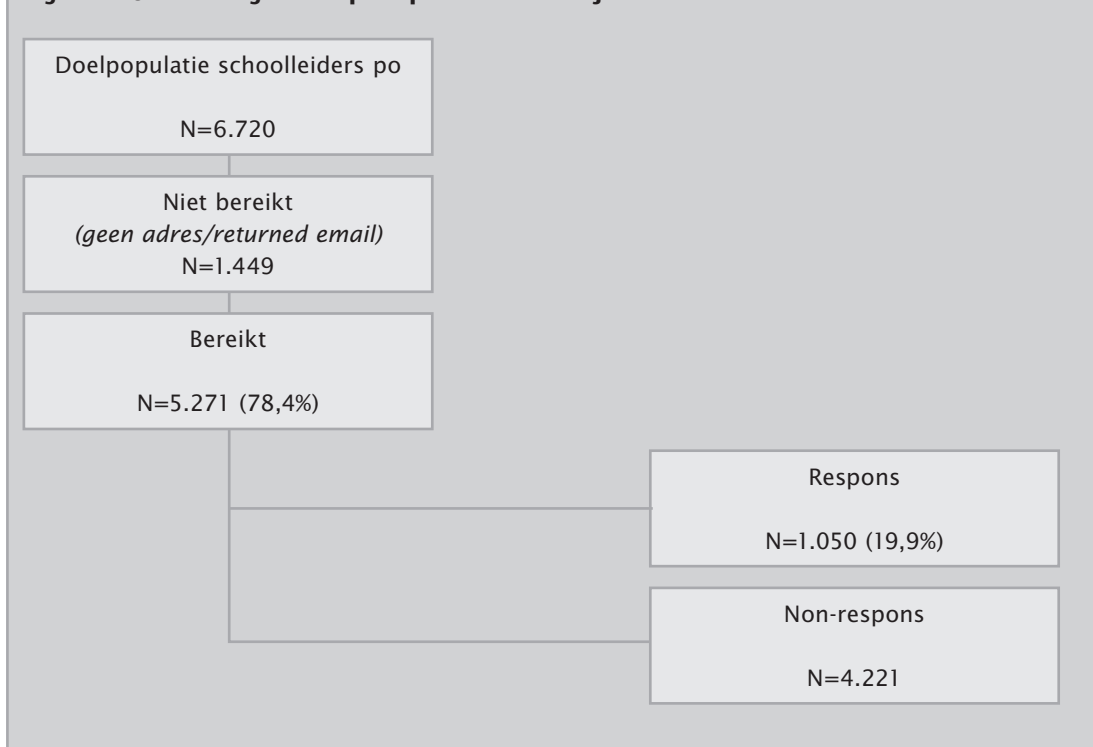 Doelpopulatie schoolleiders po
N=6.720
Niet bereikt
(geen adres/returned email)
N=1.449
Bereikt
N=5.271 (78,4%)
Respons
N=1.050 (19,9%)
Non-respons
N=4.221